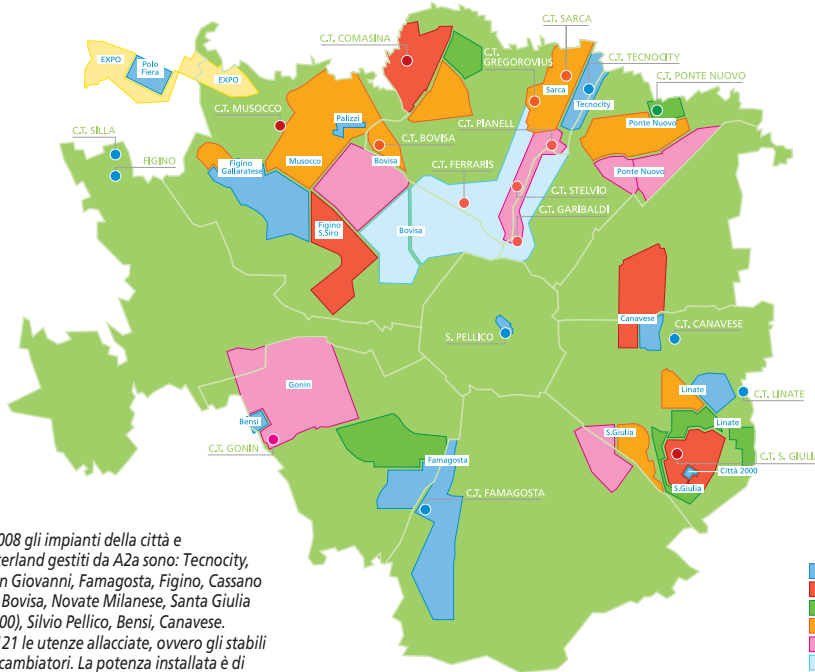 C.T. SARCA
C.T. COMASINA
C.T.
GREGOROVIUS
C.T. TECNOCITY
EXPO
Polo
Fiera
EXPO
Sarca
Tecnocity
C.T. PONTE NUOVO
C.T. MUSOCCO
Palizzi
C.T. PIANELL
Ponte Nuovo
C.T. SILLA
C.T. BOVISA
FIGINO
Figino
Gallaratese
Musocco
Bovisa
C.T. FERRARIS
Ponte Nuovo
C.T. STELVIO
C.T. GARIBALDI
Figino
S.Siro
Bovisa
Canavese
C.T. CANAVESE
S. PELLICO
Gonin
Linate
C.T. LINATE
Bensi
Linate
S.Giulia
C.T. GONIN
Famagosta
C.T. S. GIULIA
Città 2000
S.Giulia
C.T. FAMAGOSTA
008 gli impianti della città e
terland gestiti da A2a sono: Tecnocity,
n Giovanni, Famagosta, Figino, Cassano
Bovisa, Novate Milanese, Santa Giulia
00), Silvio Pellico, Bensi, Canavese.
121 le utenze allacciate, ovvero gli stabili
cambiatori. La potenza installata è di